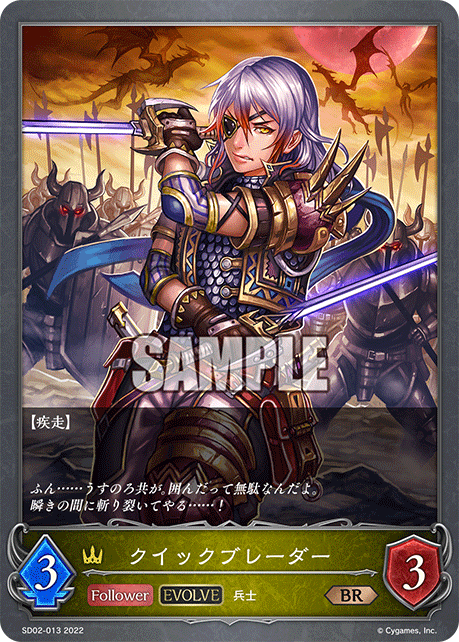 SAMPLE
【疾走】
ふん……うすのろ共が。囲んだって無駄なんだよ。
瞬きの間に斬り裂いてやる……！
クイックブレーダー
3
Follower EVOLVE 兵士 BR
3
SD02-013 2022 © Cygames, Inc.